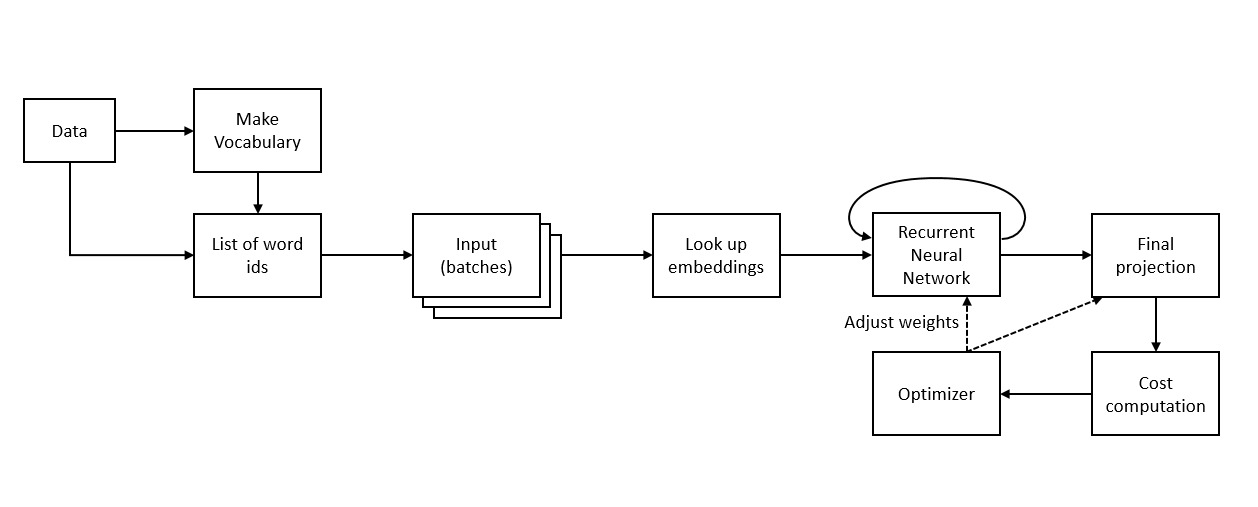 Data
Make
Vocabulary
List of word
ids
Input
(batches)
Look up
embeddings
Recurrent
Neural
Network
Final
projection
Adjust weights
Optimizer
Cost
computation